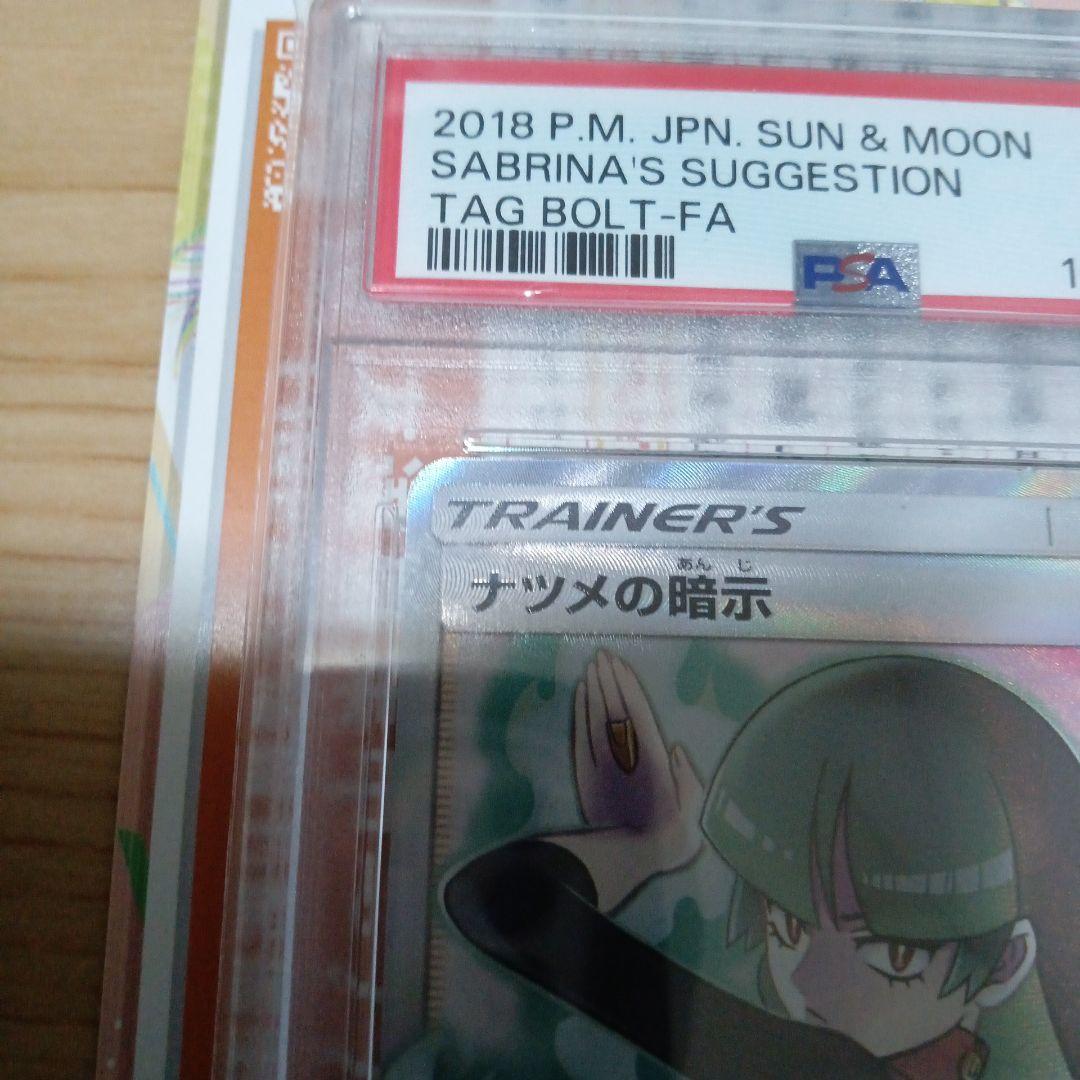 2018 P.M. JPN. SUN & MOON
SABRINA'S SUGGESTION
TAG BOLT-FA
PSA
1
TRAINER'S
あんじ
ナツメの暗示